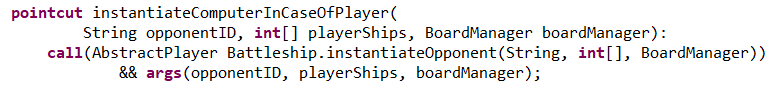 pointcut instantiateComputerInCaseOfPlayer(
String opponentID, int[] playerShips, BoardManager boardManager):
call(AbstractPlayer Battleship.instantiateOpponent(String, int[], BoardManager))
&& args(opponentID, playerShips, boardManager);